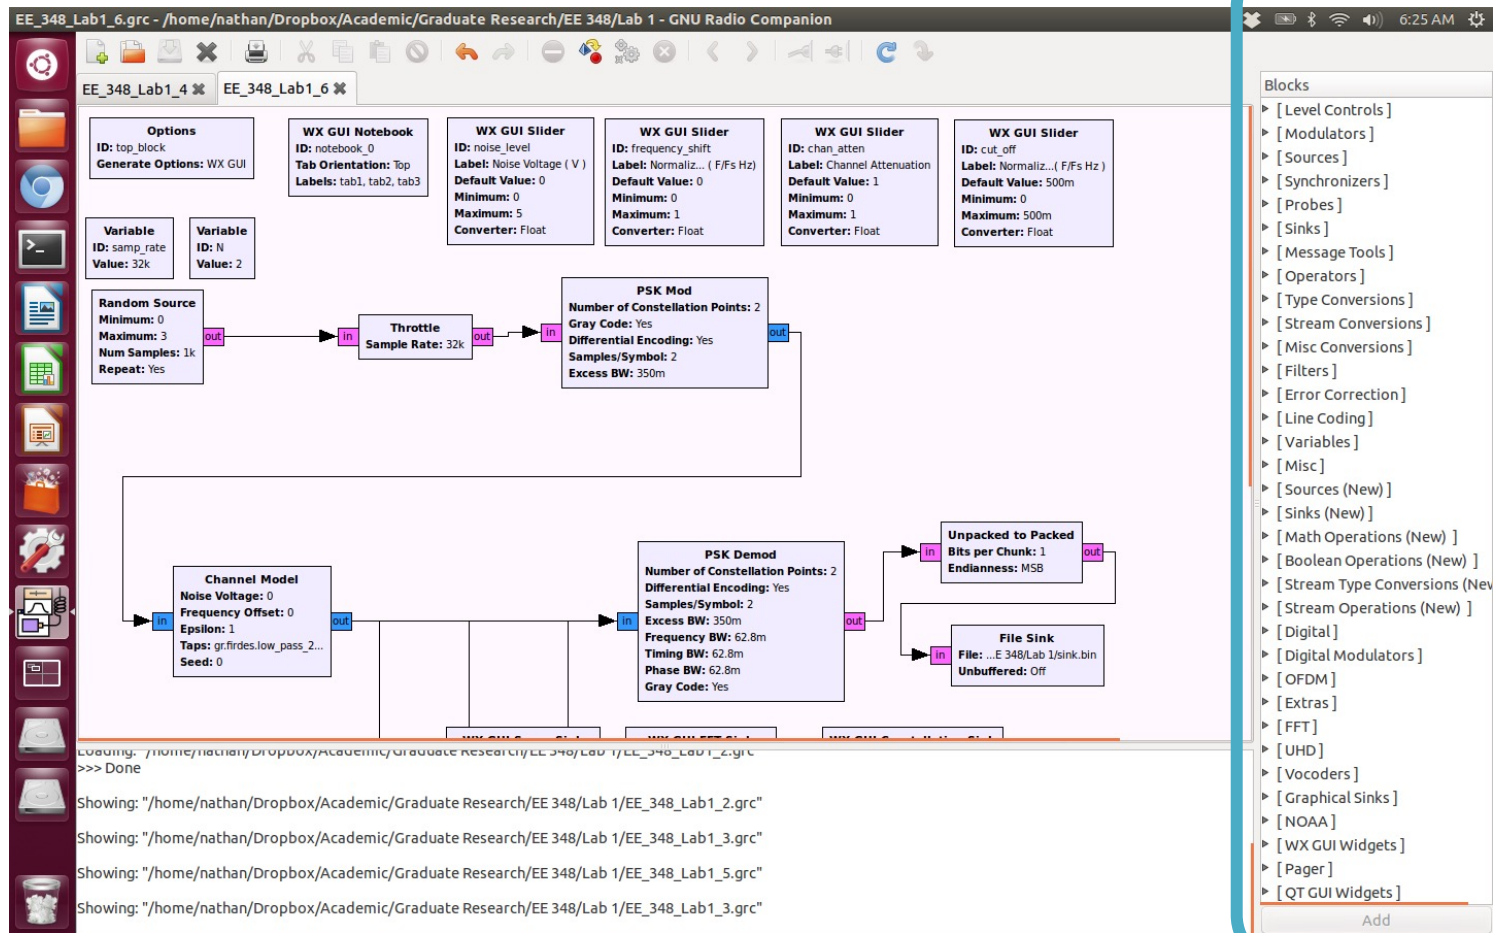 EE_348_Lab1_6.grc - /home/nathan/Dropbox/Academic/Graduate Research/EE 348/Lab 1 - GNU Radio Companion
6:25 AM
EE_348_Lab1_4
EE_348_Lab1_6
Options
ID: top_block
Generate Options: WX GUI
WX GUI Notebook
ID: notebook_0
Tab Orientation: Top
Labels: tab1, tab2, tab3
WX GUI Slider
ID: noise_level
Label: Noise Voltage ( V )
Default Value: 0
Minimum: 0
Maximum: 5
Converter: Float
WX GUI Slider
ID: frequency_shift
Label: Normaliz... ( F/Fs Hz)
Default Value: 0
Minimum: 0
Maximum: 1
Converter: Float
WX GUI Slider
ID: chan_atten
Label: Channel Attenuation
Default Value: 1
Minimum: 0
Maximum: 1
Converter: Float
WX GUI Slider
ID: cut_off
Label: Normaliz...( F/Fs Hz )
Default Value: 500m
Minimum: 0
Maximum: 500m
Converter: Float
Variable
ID: samp_rate
Value: 32k
Variable
ID: N
Value: 2
Random Source
Minimum: 0
Maximum: 3
Num Samples: 1k
Repeat: Yes
out
in
Throttle
Sample Rate: 32k
out
in
PSK Mod
Number of Constellation Points: 2
Gray Code: Yes
Differential Encoding: Yes
Samples/Symbol: 2
Excess BW: 350m
out
in
Channel Model
Noise Voltage: 0
Frequency Offset: 0
Epsilon: 1
Taps: gr.firdes.low_pass_2...
Seed: 0
out
in
PSK Demod
Number of Constellation Points: 2
Differential Encoding: Yes
Samples/Symbol: 2
Excess BW: 350m
Frequency BW: 62.8m
Timing BW: 62.8m
Phase BW: 62.8m
Gray Code: Yes
out
in
Unpacked to Packed
Bits per Chunk: 1
Endianness: MSB
out
in
File Sink
File: ...E 348/Lab 1/sink.bin
Unbuffered: Off
Loading: "/home/nathan/Dropbox/Academic/Graduate Research/EE 348/Lab 1/EE_348_Lab1_2.grc"
>>> Done
Showing: "/home/nathan/Dropbox/Academic/Graduate Research/EE 348/Lab 1/EE_348_Lab1_2.grc"
Showing: "/home/nathan/Dropbox/Academic/Graduate Research/EE 348/Lab 1/EE_348_Lab1_3.grc"
Showing: "/home/nathan/Dropbox/Academic/Graduate Research/EE 348/Lab 1/EE_348_Lab1_5.grc"
Showing: "/home/nathan/Dropbox/Academic/Graduate Research/EE 348/Lab 1/EE_348_Lab1_3.grc"
Blocks
[ Level Controls ]
[ Modulators ]
[ Sources ]
[ Synchronizers ]
[ Probes ]
[ Sinks ]
[ Message Tools ]
[ Operators ]
[ Type Conversions ]
[ Stream Conversions ]
[ Misc Conversions ]
[ Filters ]
[ Error Correction ]
[ Line Coding ]
[ Variables ]
[ Misc ]
[ Sources (New) ]
[ Sinks (New) ]
[ Math Operations (New) ]
[ Boolean Operations (New) ]
[ Stream Type Conversions (New
[ Stream Operations (New) ]
[ Digital ]
[ Digital Modulators ]
[ OFDM ]
[ Extras ]
[ FFT ]
[ UHD ]
[ Vocoders ]
[ Graphical Sinks ]
[ NOAA ]
[ WX GUI Widgets ]
[ Pager ]
[ QT GUI Widgets ]
Add